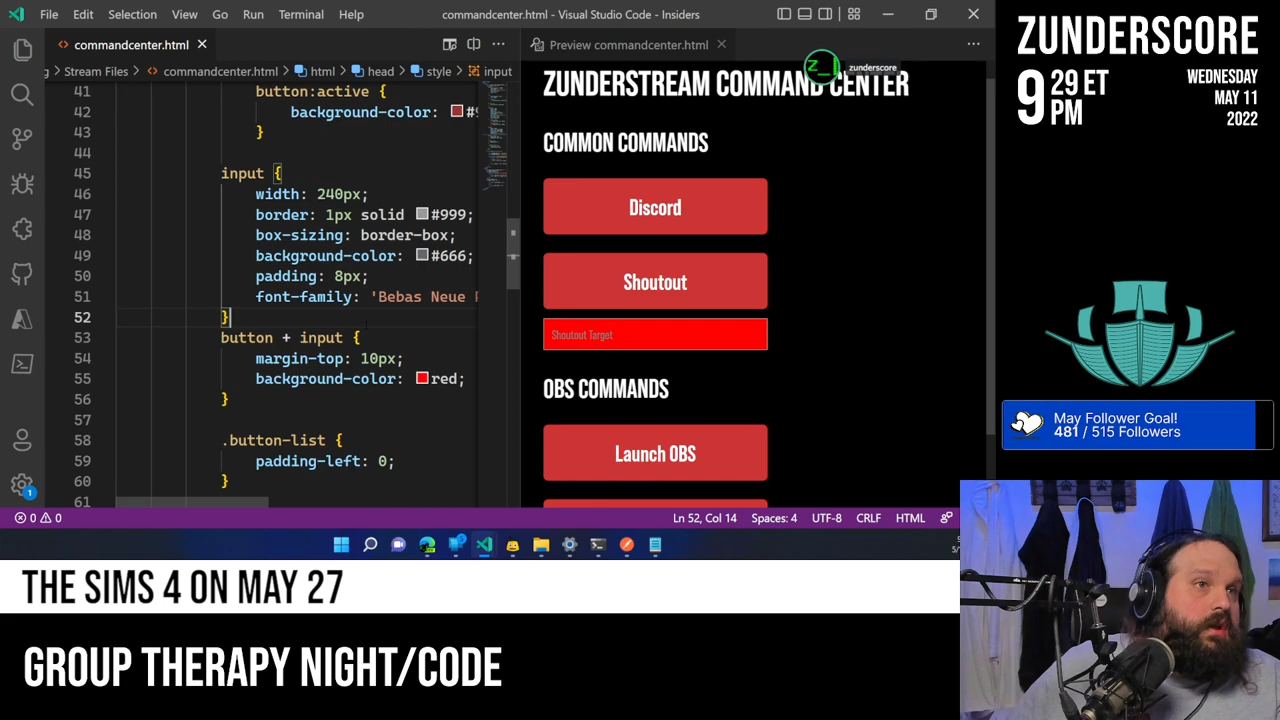 File Edit Selection View Go Run Terminal Help
commandcenter.html - Visual Studio Code - Insiders
commandcenter.html
Stream Files > commandcenter.html > html > head > style > input
41 button:active {
42 background-color: #9
43 }
44
45 input {
46 width: 240px;
47 border: 1px solid #999;
48 box-sizing: border-box;
49 background-color: #666;
50 padding: 8px;
51 font-family: 'Bebas Neue
52 }
53 button + input {
54 margin-top: 10px;
55 background-color: red;
56 }
57
58 .button-list {
59 padding-left: 0;
60 }
61
Preview commandcenter.html
z_
zunderscore
ZUNDERSTREAM COMMAND CENTER
COMMON COMMANDS
Discord
Shoutout
Shoutout Target
OBS COMMANDS
Launch OBS
1
0 0
Ln 52, Col 14 Spaces: 4 UTF-8 CRLF HTML
ZUNDERSCORE
9 29 ET PM
WEDNESDAY
MAY 11
2022
May Follower Goal!
481 / 515 Followers
THE SIMS 4 ON MAY 27
GROUP THERAPY NIGHT/CODE